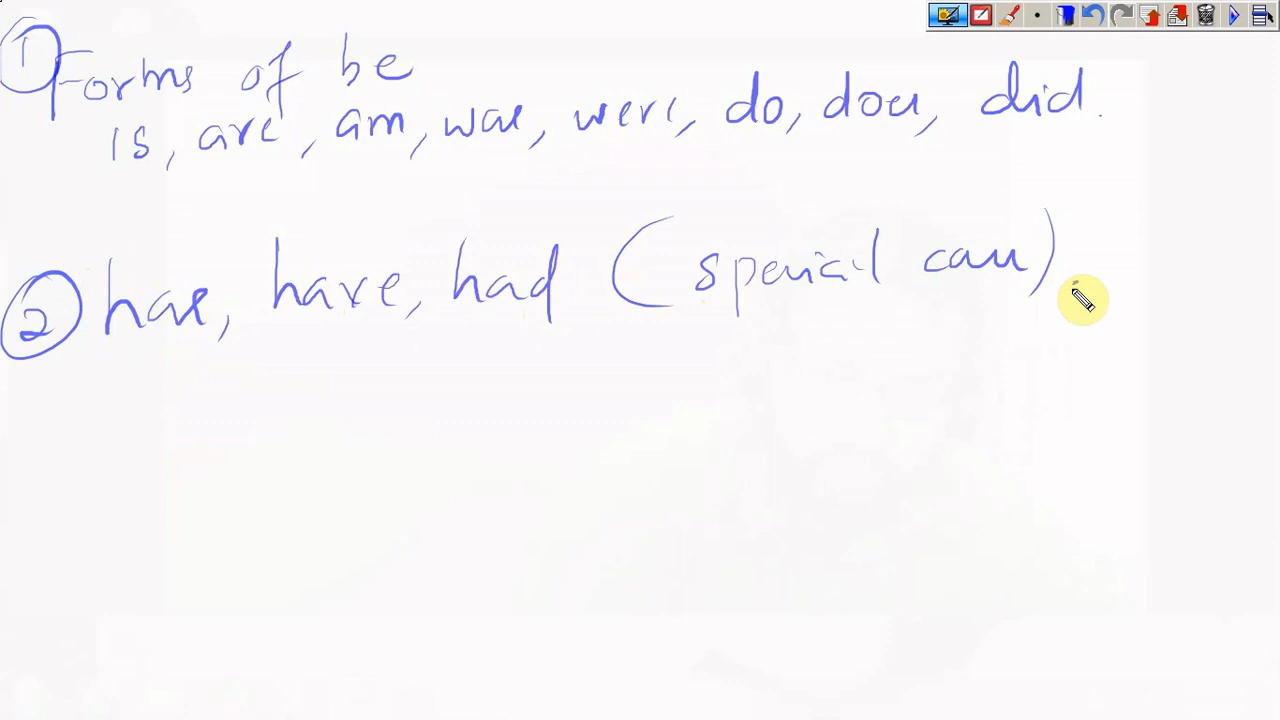 ① Forms of be
is, are, am, was, were, do, does, did.
② has, have, had (special case)